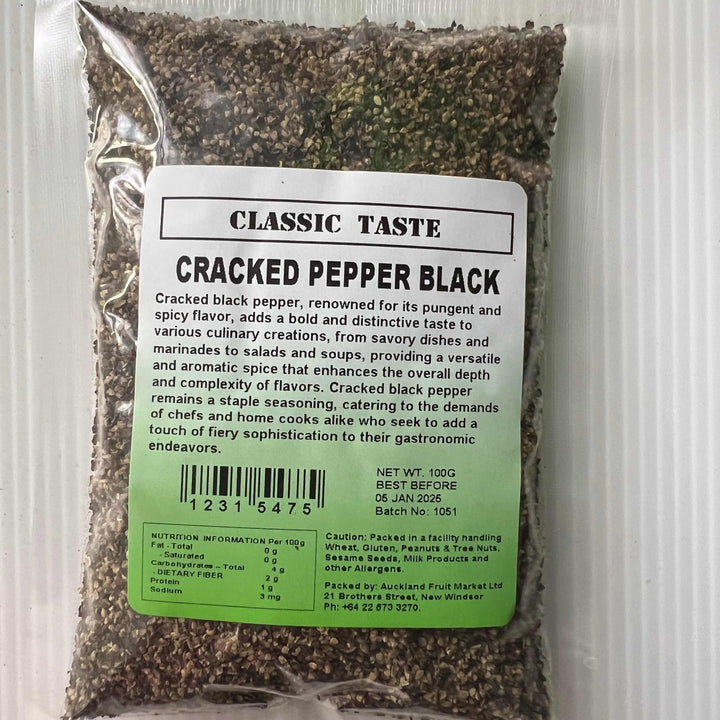 CLASSIC TASTE
CRACKED PEPPER BLACK
Cracked black pepper, renowned for its pungent and
spicy flavor, adds a bold and distinctive taste to
various culinary creations, from savory dishes and
marinades to salads and soups, providing a versatile
and aromatic spice that enhances the overall depth
and complexity of flavors. Cracked black pepper
remains a staple seasoning, catering to the demands
of chefs and home cooks alike who seek to add a
touch of fiery sophistication to their gastronomic
endeavors.
1231 5475
NET WT. 100G
BEST BEFORE
05 JAN 2025
Batch No: 1051
NUTRITION INFORMATION Per 100g
Fat - Total 0 g
- Saturated 0 g
Carbohydrates – Total 4 g
- DIETARY FIBER 2 g
Protein 1 g
Sodium 3 mg
Caution: Packed in a facility handling
Wheat, Gluten, Peanuts & Tree Nuts,
Sesame Seeds, Milk Products and
other Allergens.
Packed by: Auckland Fruit Market Ltd
21 Brothers Street, New Windsor
Ph: +64 22 673 3270.